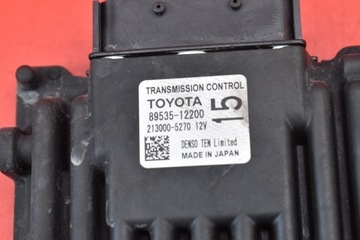 TRANSMISSION CONTROL
TOYOTA
89535-12200
213000-5270 12V
15
DENSO TEN Limited
MADE IN JAPAN